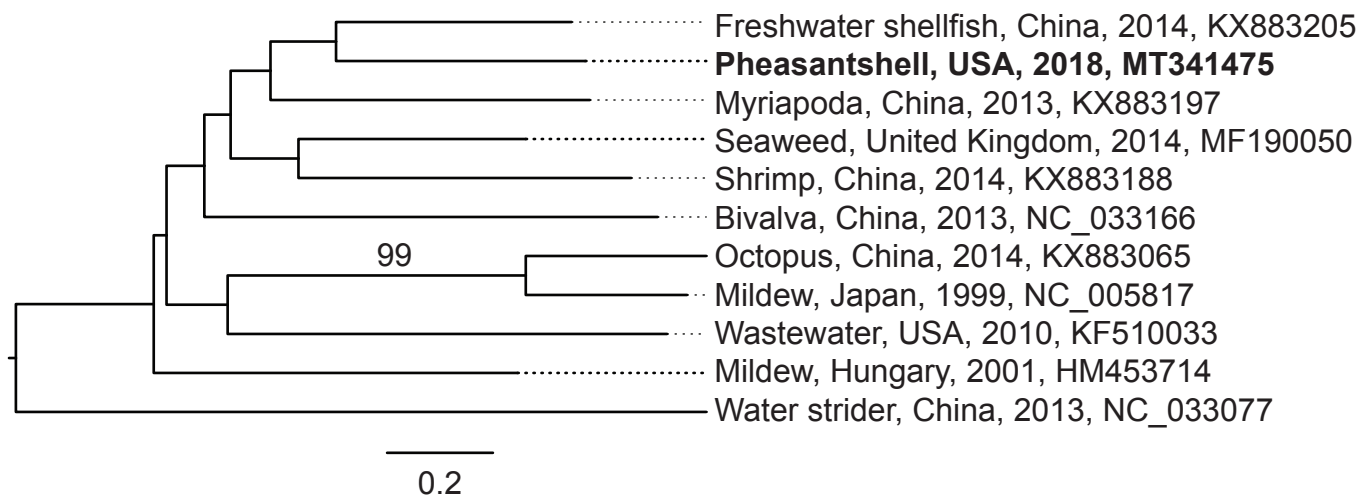 Freshwater shellfish, China, 2014, KX883205
Pheasantshell, USA, 2018, MT341475
Myriapoda, China, 2013, KX883197
Seaweed, United Kingdom, 2014, MF190050
Shrimp, China, 2014, KX883188
Bivalva, China, 2013, NC_033166
99
Octopus, China, 2014, KX883065
Mildew, Japan, 1999, NC_005817
Wastewater, USA, 2010, KF510033
Mildew, Hungary, 2001, HM453714
Water strider, China, 2013, NC_033077
0.2